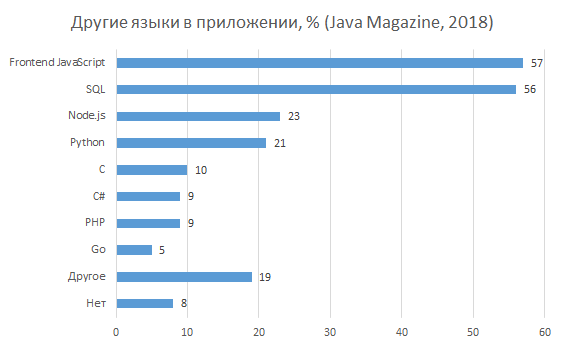 Другие языки в приложении, % (Java Magazine, 2018)
Frontend JavaScript 57
SQL 56
Node.js 23
Python 21
C 10
C# 9
PHP 9
Go 5
Другое 19
Нет 8
0 10 20 30 40 50 60